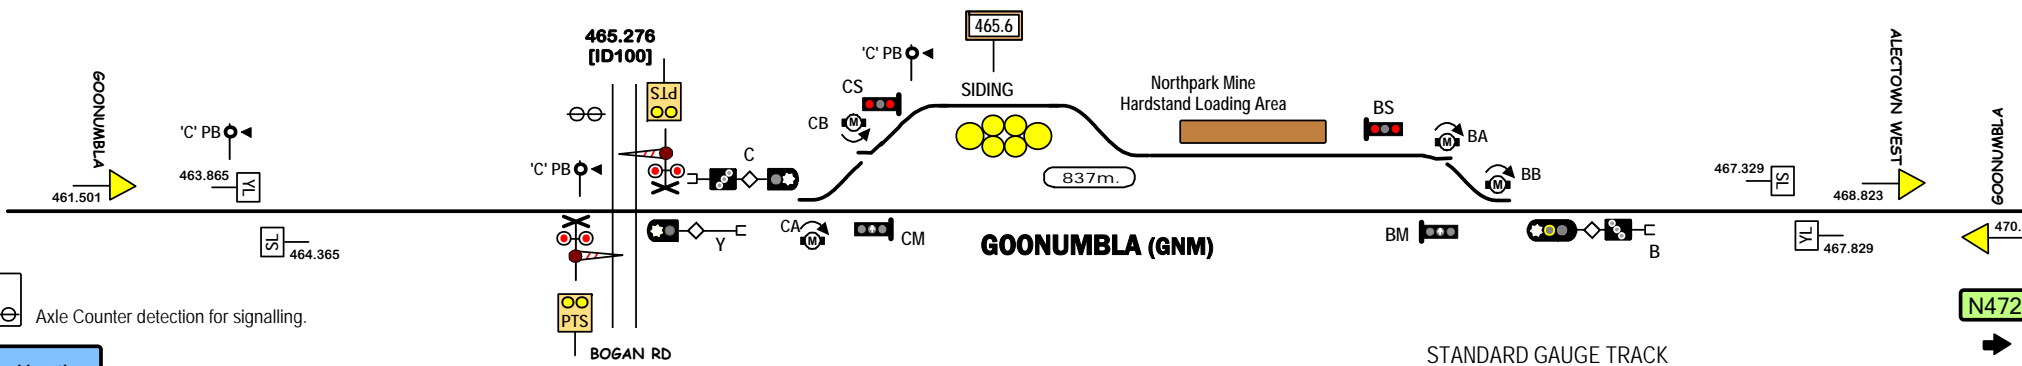 465.6
465.276
[ID100]
'C' PB
GOONUMBLA
'C' PB
463.865
YL
461.501
SL
464.365
'C' PB
PTS
C
Y
CS
CB
SIDING
Northpark Mine
Hardstand Loading Area
BS
BA
BB
837m.
CA
CM
GOONUMBLA (GNM)
BM
B
467.329
SL
ALECTOWN WEST
468.823
GOONUMBLA
YL
467.829
470.
Axle Counter detection for signalling.
PTS
BOGAN RD
STANDARD GAUGE TRACK
N472
M
M
M
M